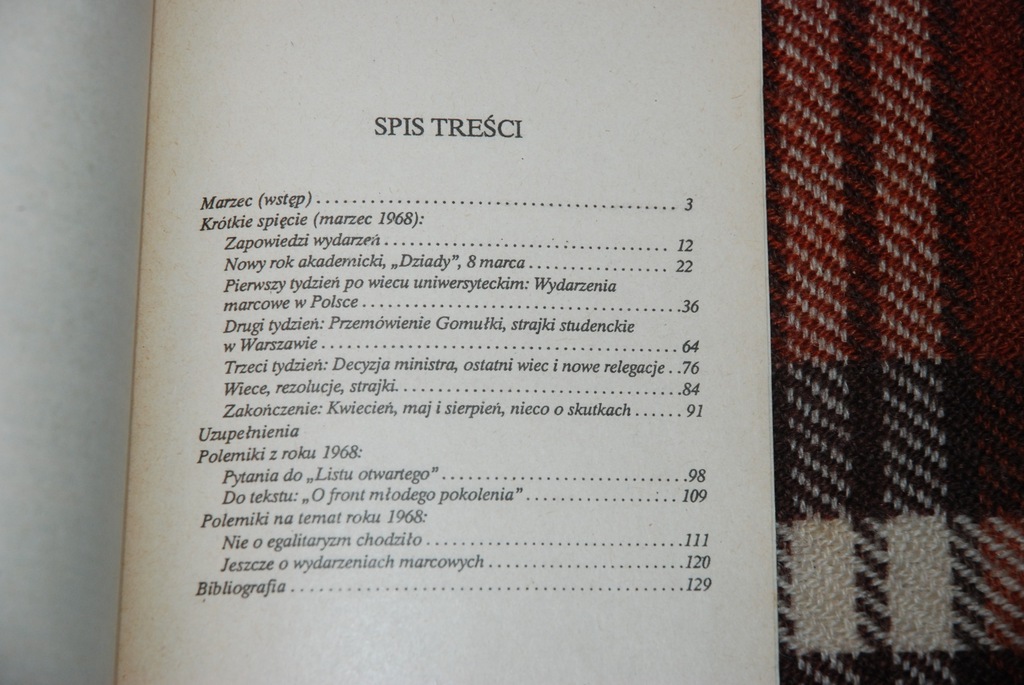 SPIS TREŚCI
Marzec (wstęp) ........................................ 3
Krótkie spięcie (marzec 1968):
Zapowiedzi wydarzeń ................................ 12
Nowy rok akademicki, „Dziady”, 8 marca ................ 22
Pierwszy tydzień po wiecu uniwersyteckim: Wydarzenia
marcowe w Polsce ....................................36
Drugi tydzień: Przemówienie Gomułki, strajki studenckie
w Warszawie ........................................ 64
Trzeci tydzień: Decyzja ministra, ostatni wiec i nowe relegacje . .76
Wiece, rezolucje, strajki. ................................84
Zakończenie: Kwiecień, maj i sierpień, nieco o skutkach ...... 91
Uzupełnienia
Polemiki z roku 1968:
Pytania do „Listu otwartego” ............................98
Do tekstu: „O front młodego pokolenia” ................. 109
Polemiki na temat roku 1968:
Nie o egalitaryzm chodziło ..............................111
Jeszcze o wydarzeniach marcowych .......................120
Bibliografia ...........................................129